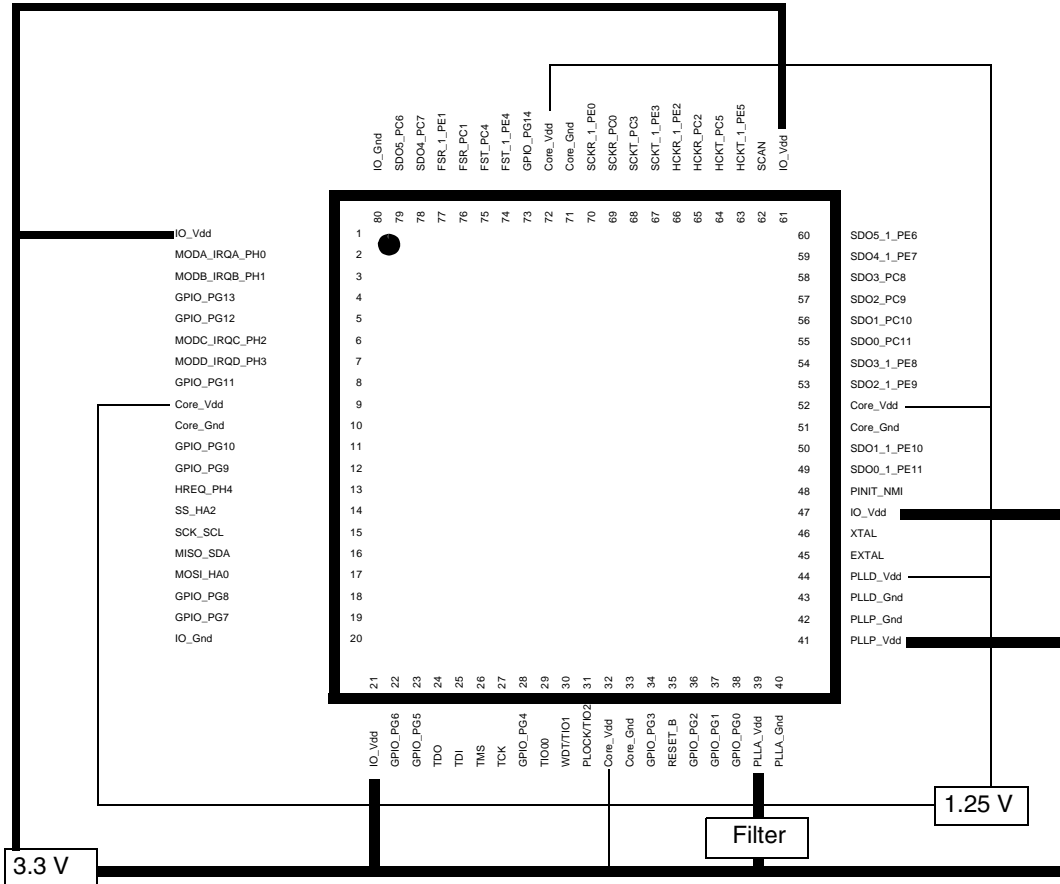 IO_Gnd
SDO5_PC6
SDO4_PC7
FSR_1_PE1
FSR_PC1
FST_PC4
FST_1_PE4
GPIO_PG14
Core_Vdd
Core_Gnd
SCKR_1_PE0
SCKR_PC0
SCKT_PC3
SCKT_1_PE3
HCKR_1_PE2
HCKR_PC2
HCKT_PC5
HCKT_1_PE5
SCAN
IO_Vdd
80 79 78 77 76 75 74 73 72 71 70 69 68 67 66 65 64 63 62 61
IO_Vdd 1
MODA_IRQA_PH0 2
MODB_IRQB_PH1 3
GPIO_PG13 4
GPIO_PG12 5
MODC_IRQC_PH2 6
MODD_IRQD_PH3 7
GPIO_PG11 8
Core_Vdd 9
Core_Gnd 10
GPIO_PG10 11
GPIO_PG9 12
HREQ_PH4 13
SS_HA2 14
SCK_SCL 15
MISO_SDA 16
MOSI_HA0 17
GPIO_PG8 18
GPIO_PG7 19
IO_Gnd 20
60 SDO5_1_PE6
59 SDO4_1_PE7
58 SDO3_PC8
57 SDO2_PC9
56 SDO1_PC10
55 SDO0_PC11
54 SDO3_1_PE8
53 SDO2_1_PE9
52 Core_Vdd
51 Core_Gnd
50 SDO1_1_PE10
49 SDO0_1_PE11
48 PINIT_NMI
47 IO_Vdd
46 XTAL
45 EXTAL
44 PLLD_Vdd
43 PLLD_Gnd
42 PLLP_Gnd
41 PLLP_Vdd
21 22 23 24 25 26 27 28 29 30 31 32 33 34 35 36 37 38 39 40
IO_Vdd
GPIO_PG6
GPIO_PG5
TDO
TDI
TMS
TCK
GPIO_PG4
TIO00
WDT/TIO1
PLOCK/TIO2
Core_Vdd
Core_Gnd
GPIO_PG3
RESET_B
GPIO_PG2
GPIO_PG1
GPIO_PG0
PLLA_Vdd
PLLA_Gnd
1.25 V
Filter
3.3 V